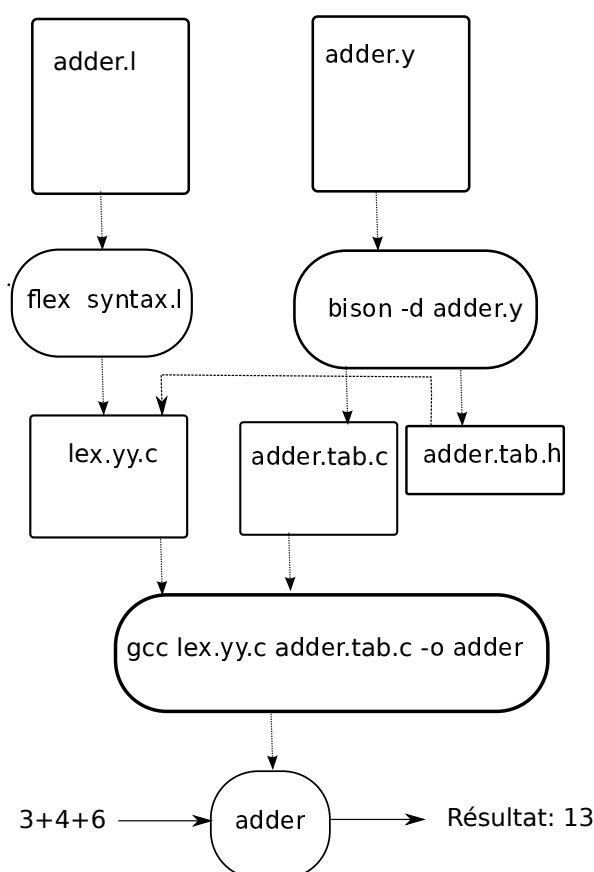 adder.l
adder.y
flex  syntax.l
bison -d adder.y
lex.yy.c
adder.tab.c
adder.tab.h
gcc lex.yy.c adder.tab.c -o adder
3+4+6
adder
Résultat: 13